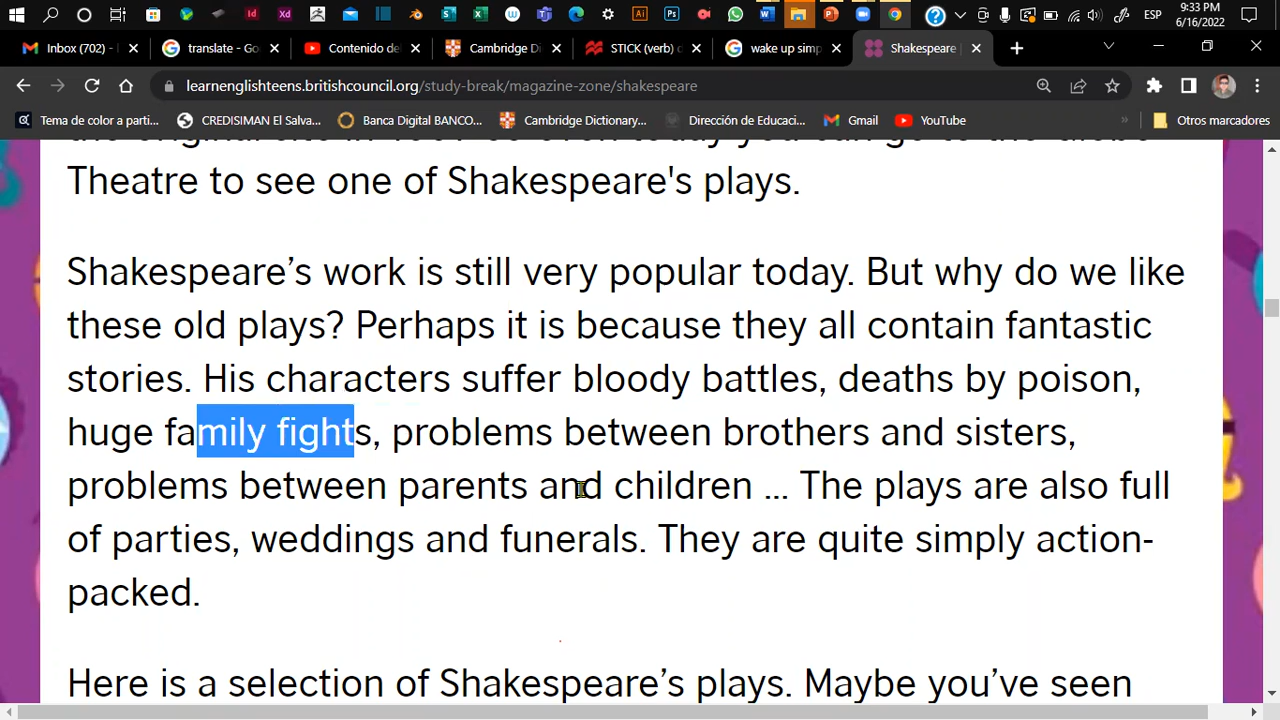 9:33 PM
ESP
6/16/2022
Inbox (702) -
translate - Go
Contenido de
Cambridge Di
STICK (verb) c
wake up simp
Shakespeare
learnenglishteens.britishcouncil.org/study-break/magazine-zone/shakespeare
Tema de color a parti...
CREDISIMAN El Salva...
Banca Digital BANCO...
Cambridge Dictionary...
Dirección de Educaci...
Gmail
YouTube
Otros marcadores
Theatre to see one of Shakespeare's plays.
Shakespeare’s work is still very popular today. But why do we like
these old plays? Perhaps it is because they all contain fantastic
stories. His characters suffer bloody battles, deaths by poison,
huge family fights, problems between brothers and sisters,
problems between parents and children ... The plays are also full
of parties, weddings and funerals. They are quite simply action-
packed.
Here is a selection of Shakespeare’s plays. Maybe you’ve seen